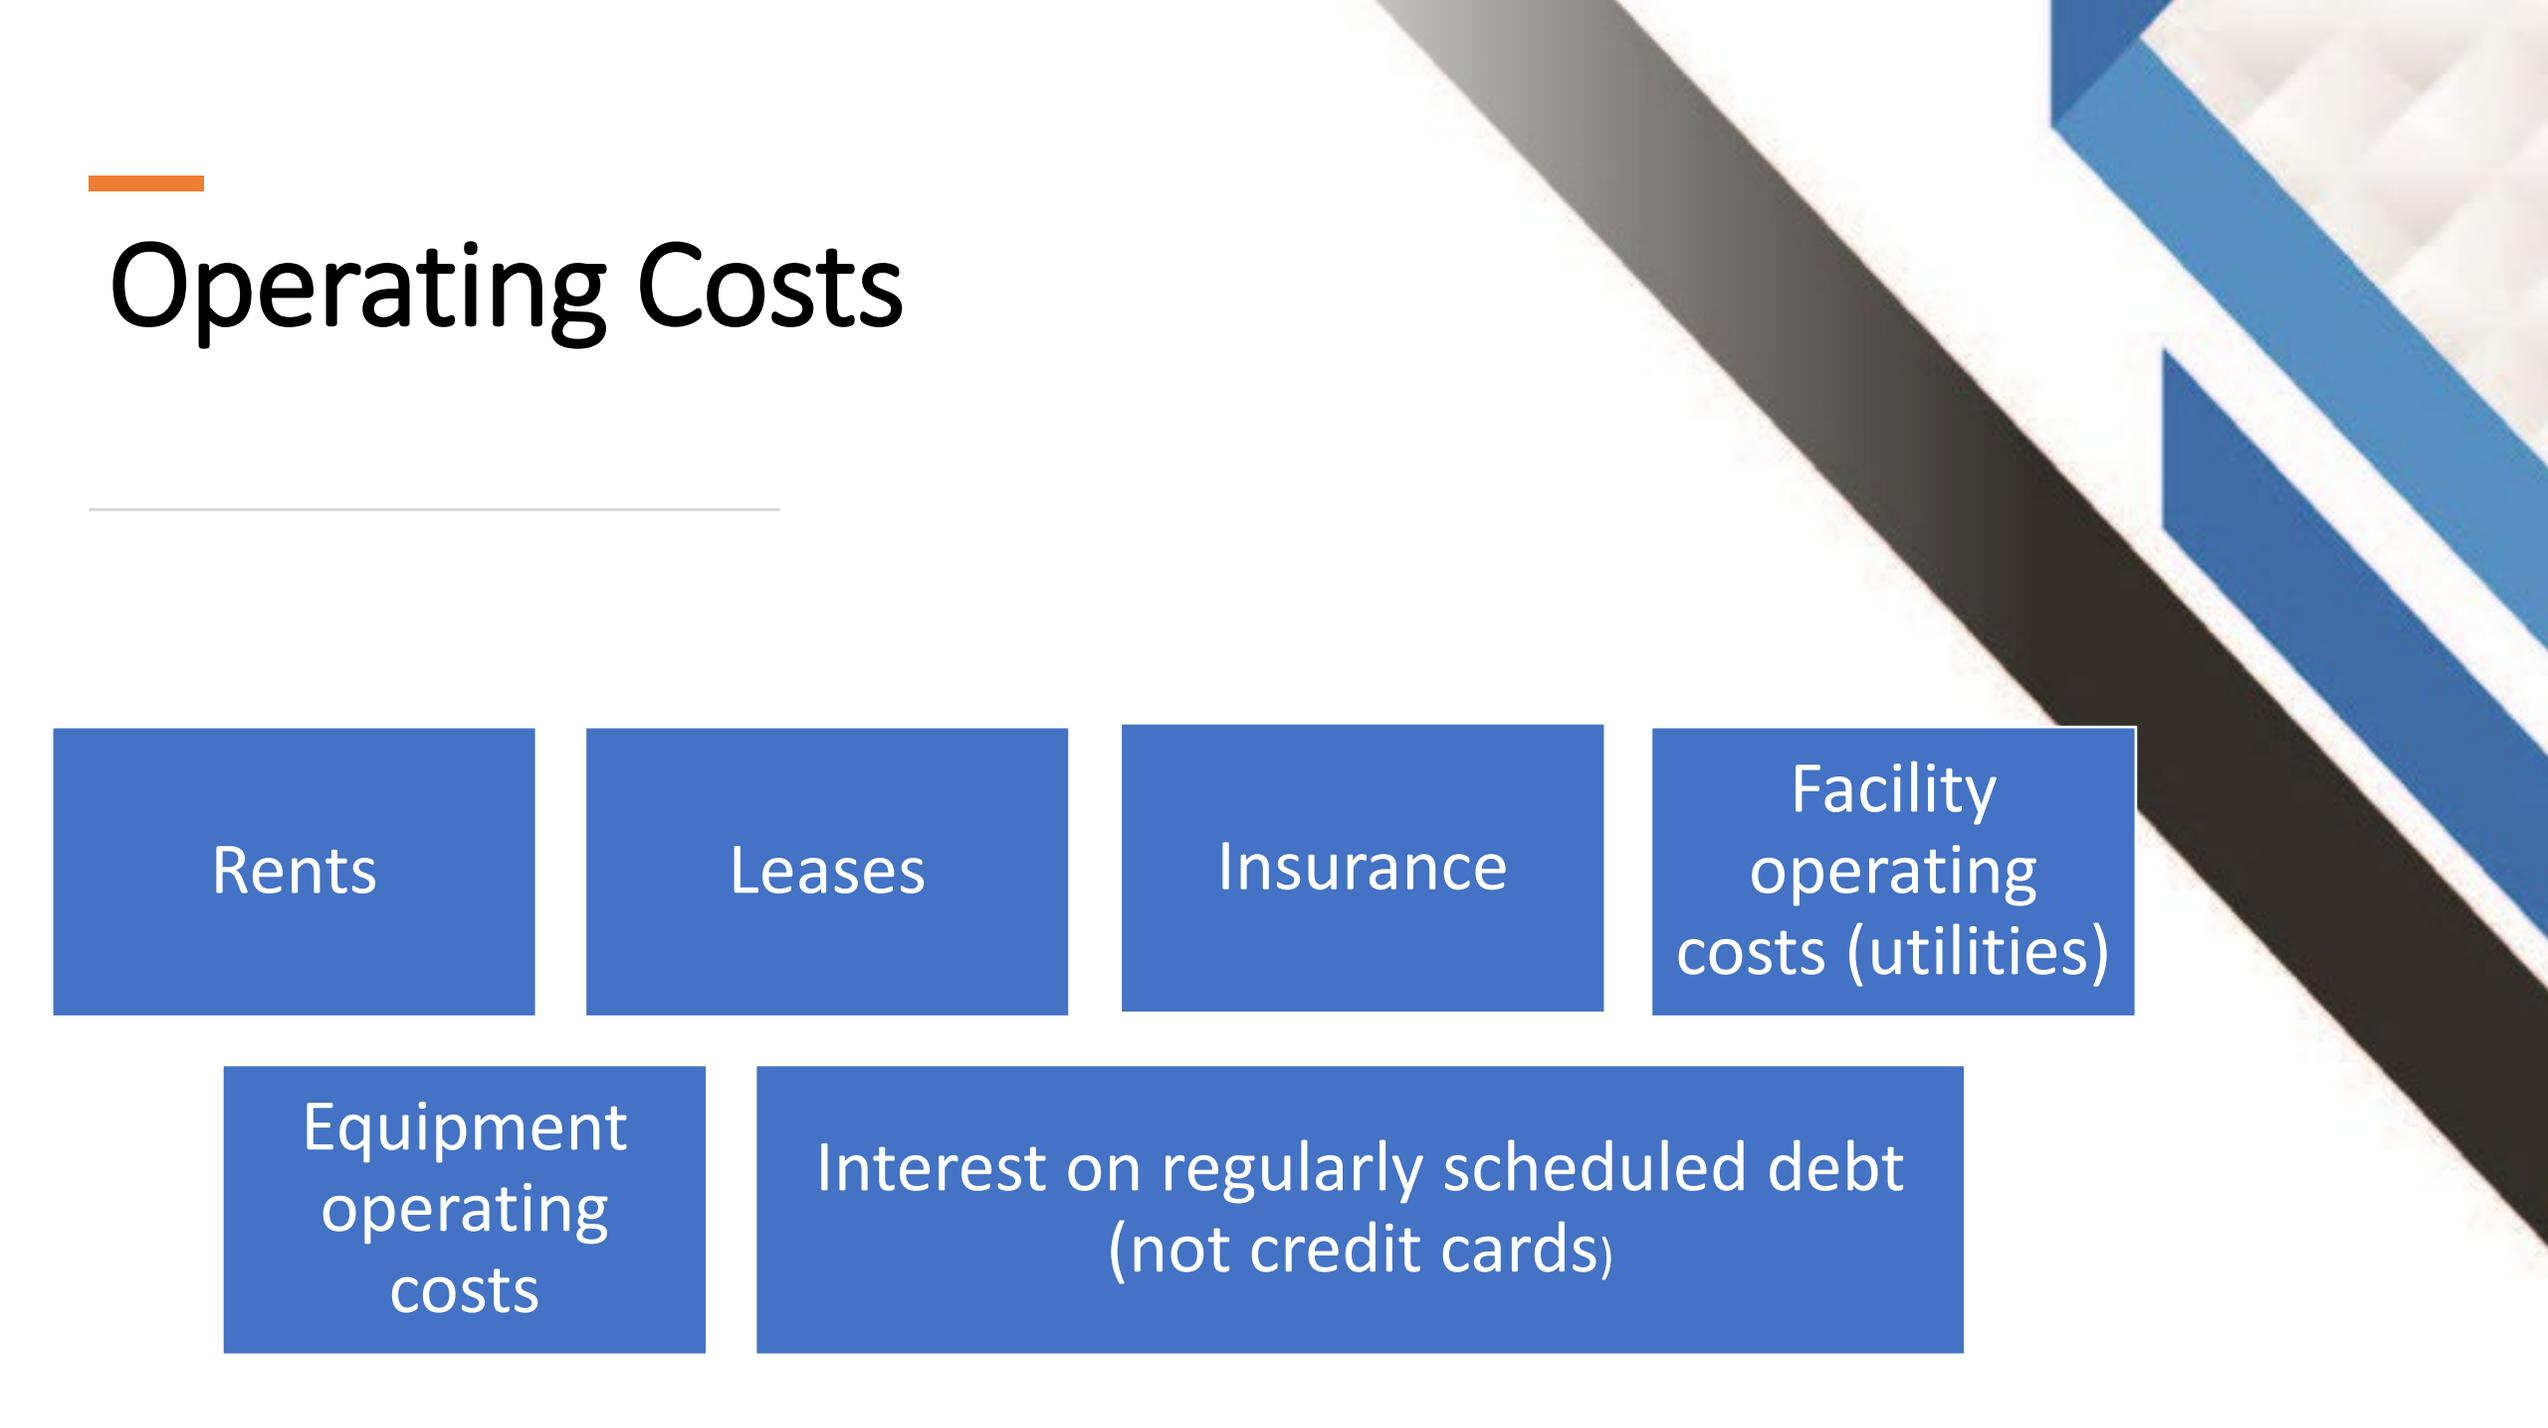 Operating Costs
Rents
Leases
Insurance
Facility
operating
costs (utilities)
Equipment
operating
costs
Interest on regularly scheduled debt
(not credit cards)